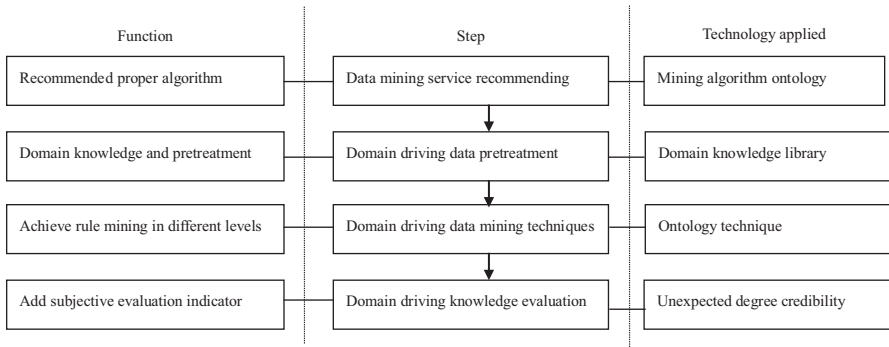 Function
Step
Technology applied
Recommended proper algorithm
Data mining service recommending
Mining algorithm ontology
Domain knowledge and pretreatment
Domain driving data pretreatment
Domain knowledge library
Achieve rule mining in different levels
Domain driving data mining techniques
Ontology technique
Add subjective evaluation indicator
Domain driving knowledge evaluation
Unexpected degree credibility